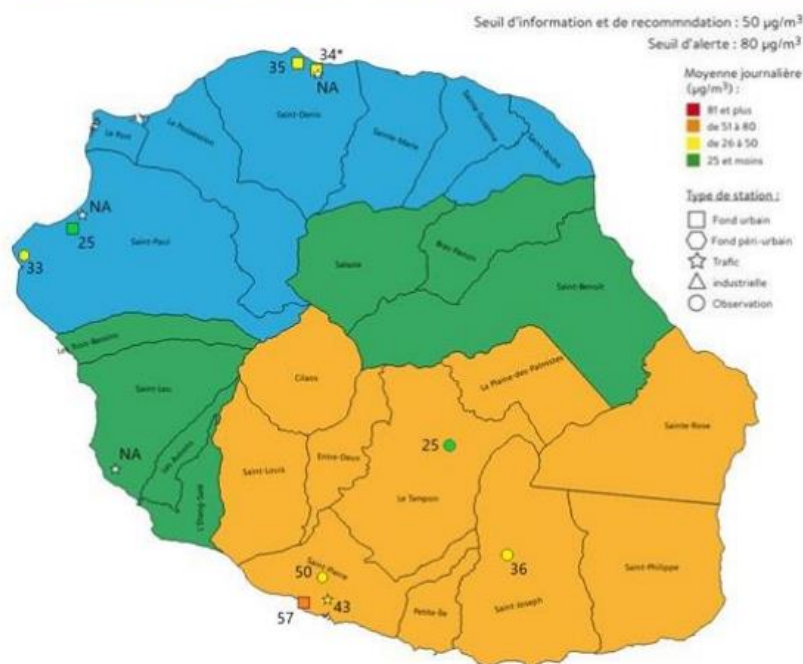 Seuil d'information et de recommndation : 50 µg/m³
Seuil d'alerte : 80 µg/m³
Moyenne journalière
(µg/m³) :
81 et plus
de 51 à 80
de 26 à 50
25 et moins
Type de station :
Fond urbain
Fond péri-urbain
Trafic
industrielle
Observation
35
34*
NA
Saint-Denis
Sainte-Marie
Sainte-Suzanne
Saint-André
Le Port
La Possession
NA
25
33
Saint-Paul
Salazie
Bras-Panon
Saint-Benoît
Les Trois-Bassins
Saint-Leu
Cilaos
La Plaine-des-Palmistes
Sainte-Rose
NA
Les Avirons
L'Étang-Salé
Saint-Louis
Entre-Deux
25
Le Tampon
Saint-Pierre
50
57
43
Petite-Île
36
Saint-Joseph
Saint-Philippe